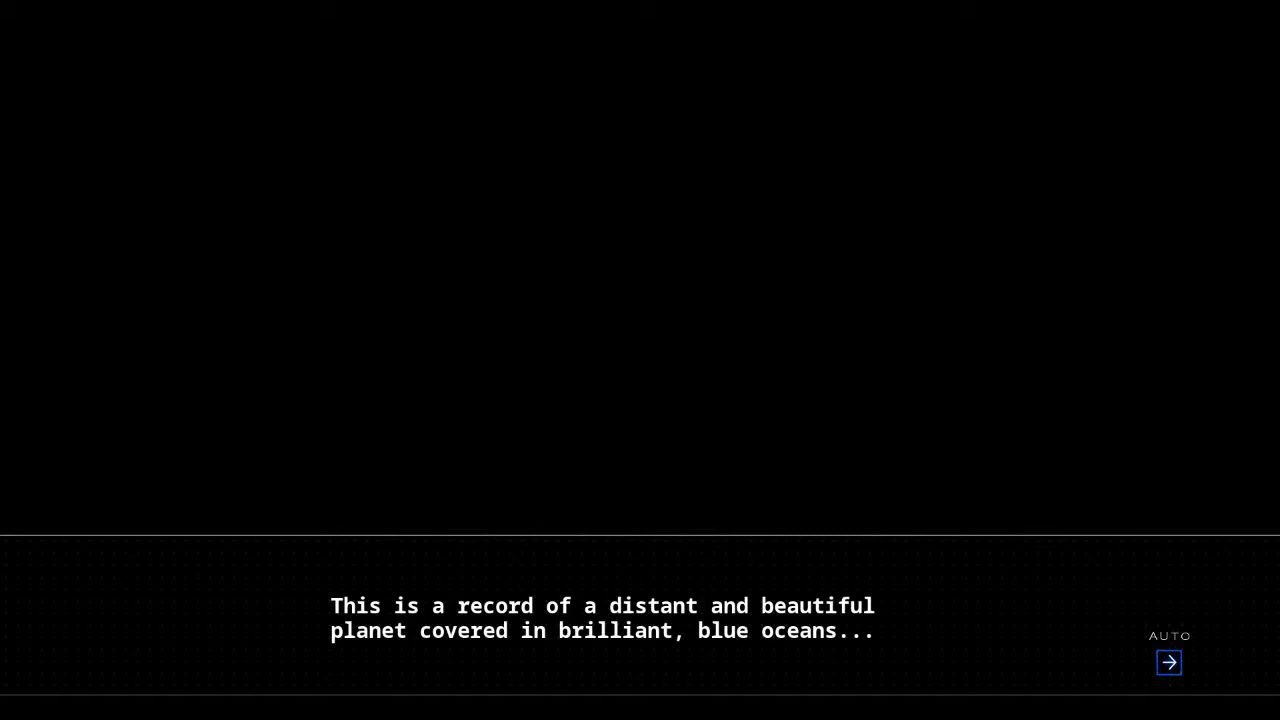 This is a record of a distant and beautiful
planet covered in brilliant, blue oceans...
AUTO